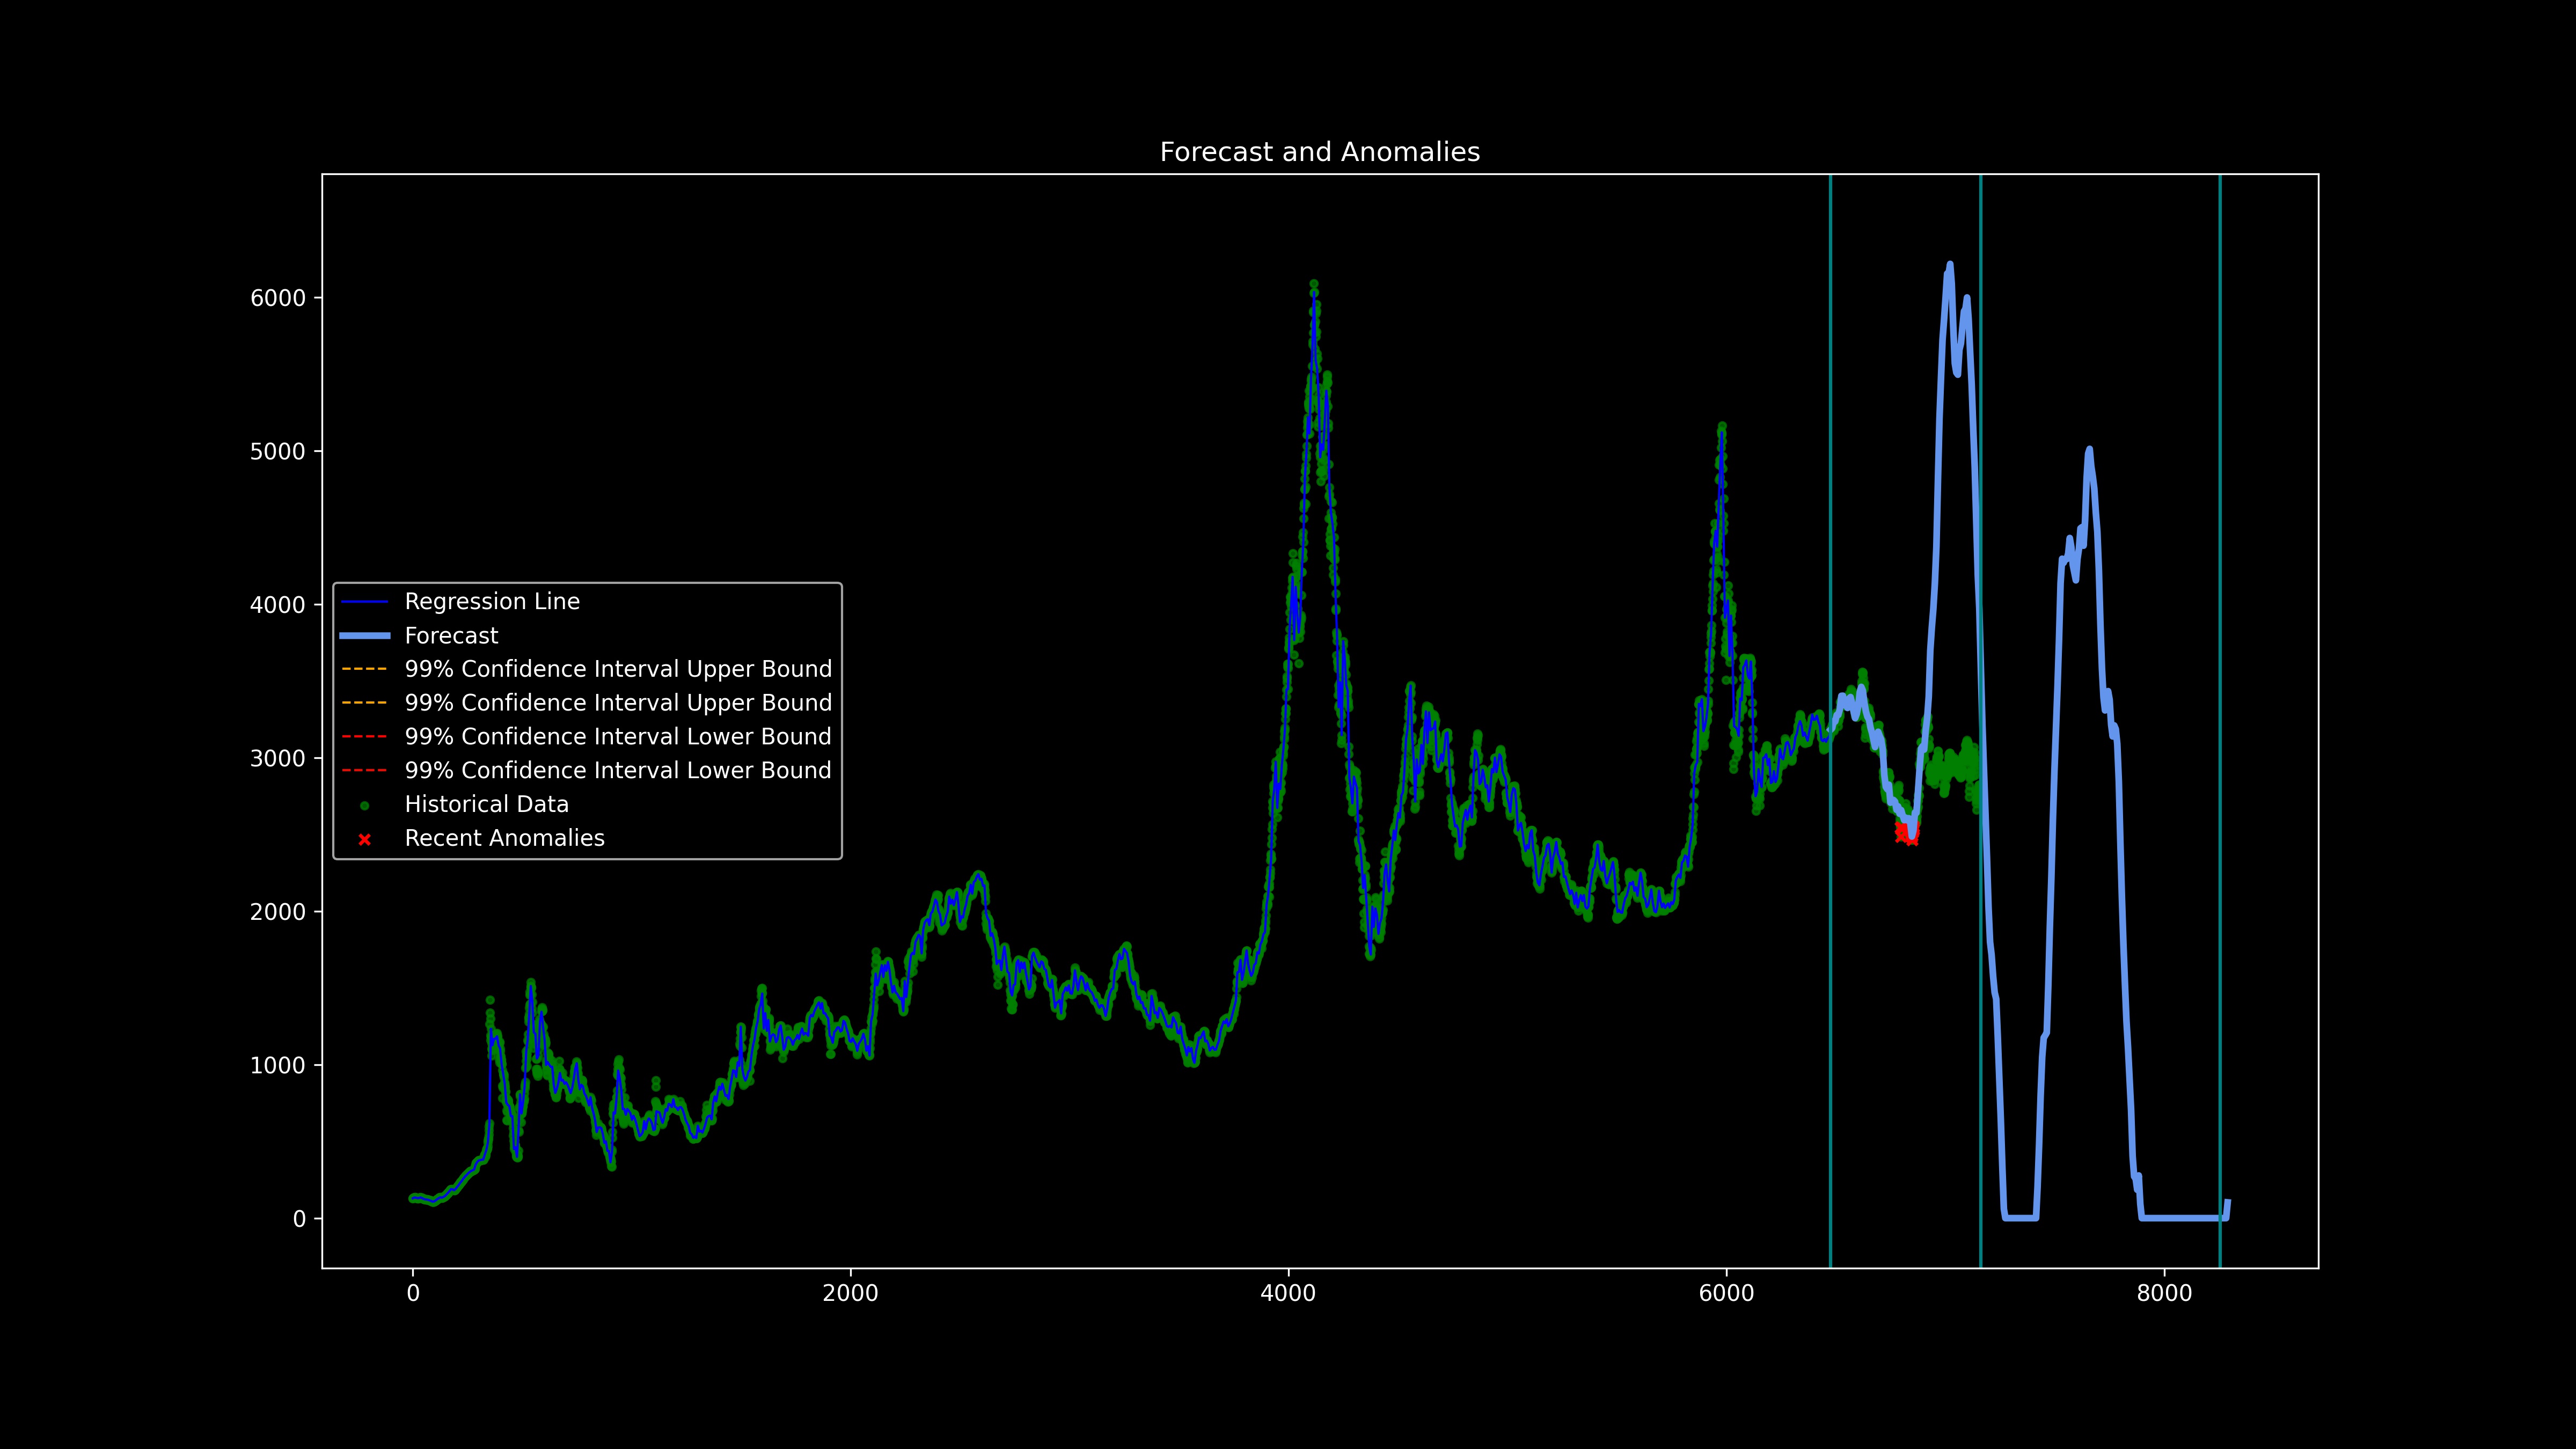 Forecast and Anomalies
6000
5000
4000
3000
2000
1000
0
Regression Line
Forecast
99% Confidence Interval Upper Bound
99% Confidence Interval Upper Bound
99% Confidence Interval Lower Bound
99% Confidence Interval Lower Bound
Historical Data
Recent Anomalies
0 2000 4000 6000 8000